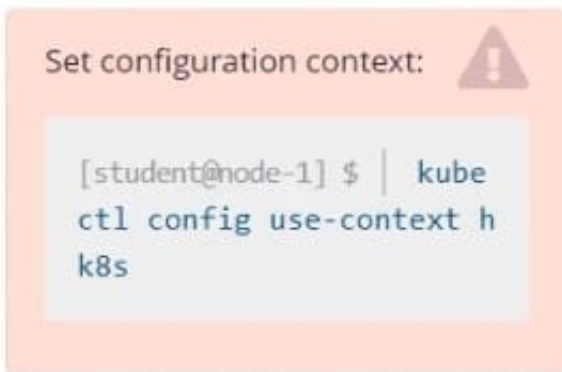 Set configuration context:
[student@node-1] $ | kube
ctl config use-context h
k8s